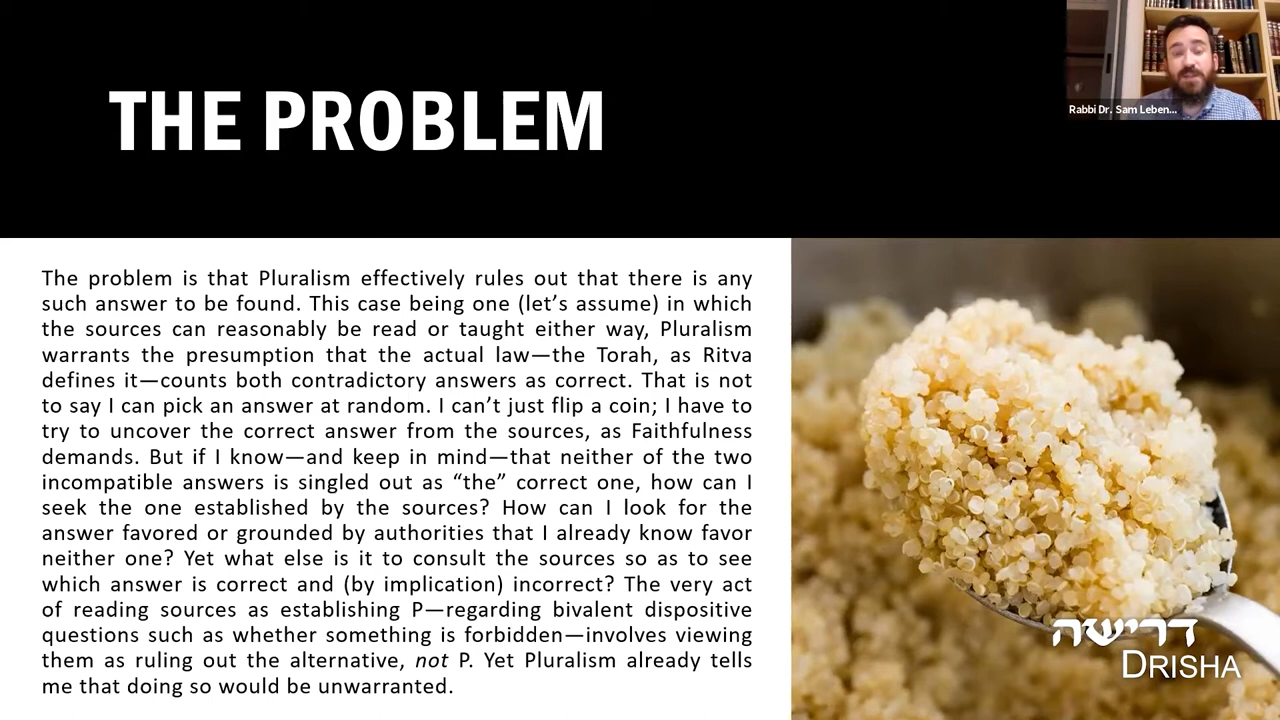 THE PROBLEM
Rabbi Dr. Sam Leben...
The problem is that Pluralism effectively rules out that there is any
such answer to be found. This case being one (let’s assume) in which
the sources can reasonably be read or taught either way, Pluralism
warrants the presumption that the actual law—the Torah, as Ritva
defines it—counts both contradictory answers as correct. That is not
to say I can pick an answer at random. I can’t just flip a coin; I have to
try to uncover the correct answer from the sources, as Faithfulness
demands. But if I know—and keep in mind—that neither of the two
incompatible answers is singled out as “the” correct one, how can I
seek the one established by the sources? How can I look for the
answer favored or grounded by authorities that I already know favor
neither one? Yet what else is it to consult the sources so as to see
which answer is correct and (by implication) incorrect? The very act
of reading sources as establishing P—regarding bivalent dispositive
questions such as whether something is forbidden—involves viewing
them as ruling out the alternative, not P. Yet Pluralism already tells
me that doing so would be unwarranted.
דרישה
DRISHA